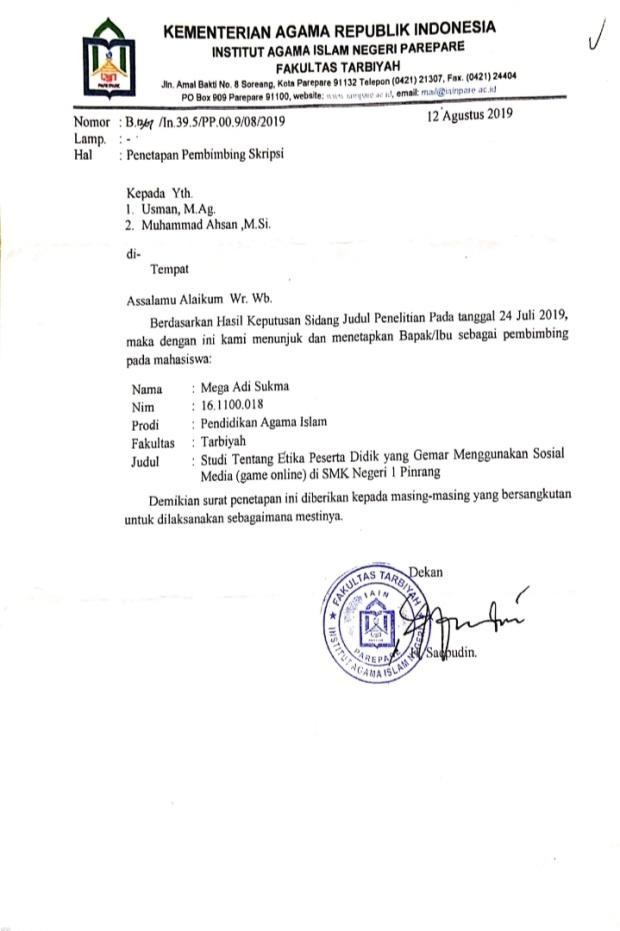 KEMENTERIAN AGAMA REPUBLIK INDONESIA
INSTITUT AGAMA ISLAM NEGERI PAREPARE
FAKULTAS TARBIYAH
Jln. Amal Bakti No. 8 Soreang, Kota Parepare 91132 Telepon (0421) 21307, Fax. (0421) 24404
PO Box 909 Parepare 91100, website: email: mail@iainpare.ac.id
PAREPARE
12 Agustus 2019
Nomor : B. /In.39.5/PP.00.9/08/2019
Lamp. : -
Hal : Penetapan Pembimbing Skripsi
Kepada Yth.
1. Usman, M.Ag.
2. Muhammad Ahsan ,M.Si.
di-
Tempat
Assalamu Alaikum Wr. Wb.
Berdasarkan Hasil Keputusan Sidang Judul Penelitian Pada tanggal 24 Juli 2019,
maka dengan ini kami menunjuk dan menetapkan Bapak/Ibu sebagai pembimbing
pada mahasiswa:
Nama : Mega Adi Sukma
Nim : 16.1100.018
Prodi : Pendidikan Agama Islam
Fakultas : Tarbiyah
Judul : Studi Tentang Etika Peserta Didik yang Gemar Menggunakan Sosial
Media (game online) di SMK Negeri 1 Pinrang
Demikian surat penetapan ini diberikan kepada masing-masing yang bersangkutan
untuk dilaksanakan sebagaimana mestinya.
Dekan
FAKULTAS TARBIYAH
IAIN
PAREPARE
INSTITUT AGAMA ISLAM NEGERI
Saepudin.